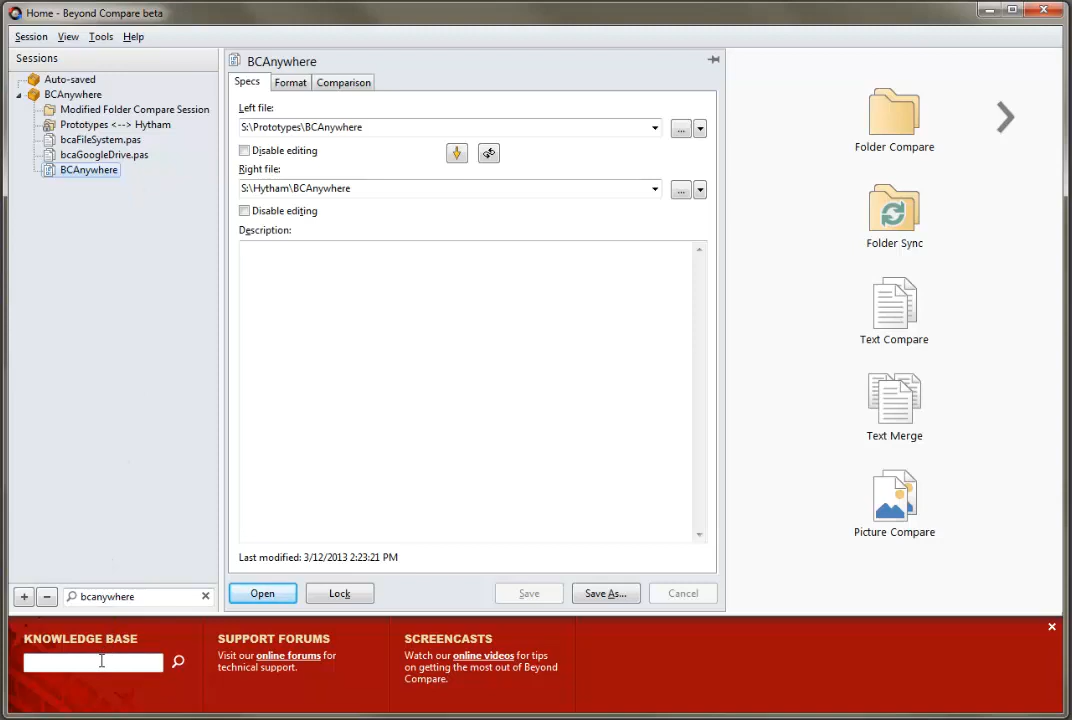 Home - Beyond Compare beta
Session View Tools Help
Sessions
Auto-saved
BCAnywhere
Modified Folder Compare Session
Prototypes <--> Hytham
bcaFileSystem.pas
bcaGoogleDrive.pas
BCAnywhere
+ - bcanywhere
BCAnywhere
Specs Format Comparison
Left file:
S:\Prototypes\BCAnywhere
...
Disable editing
Right file:
S:\Hytham\BCAnywhere
...
Disable editing
Description:
Last modified: 3/12/2013 2:23:21 PM
Open Lock Save Save As... Cancel
Folder Compare
Folder Sync
Text Compare
Text Merge
Picture Compare
KNOWLEDGE BASE
SUPPORT FORUMS
Visit our online forums for
technical support.
SCREENCASTS
Watch our online videos for tips
on getting the most out of Beyond
Compare.